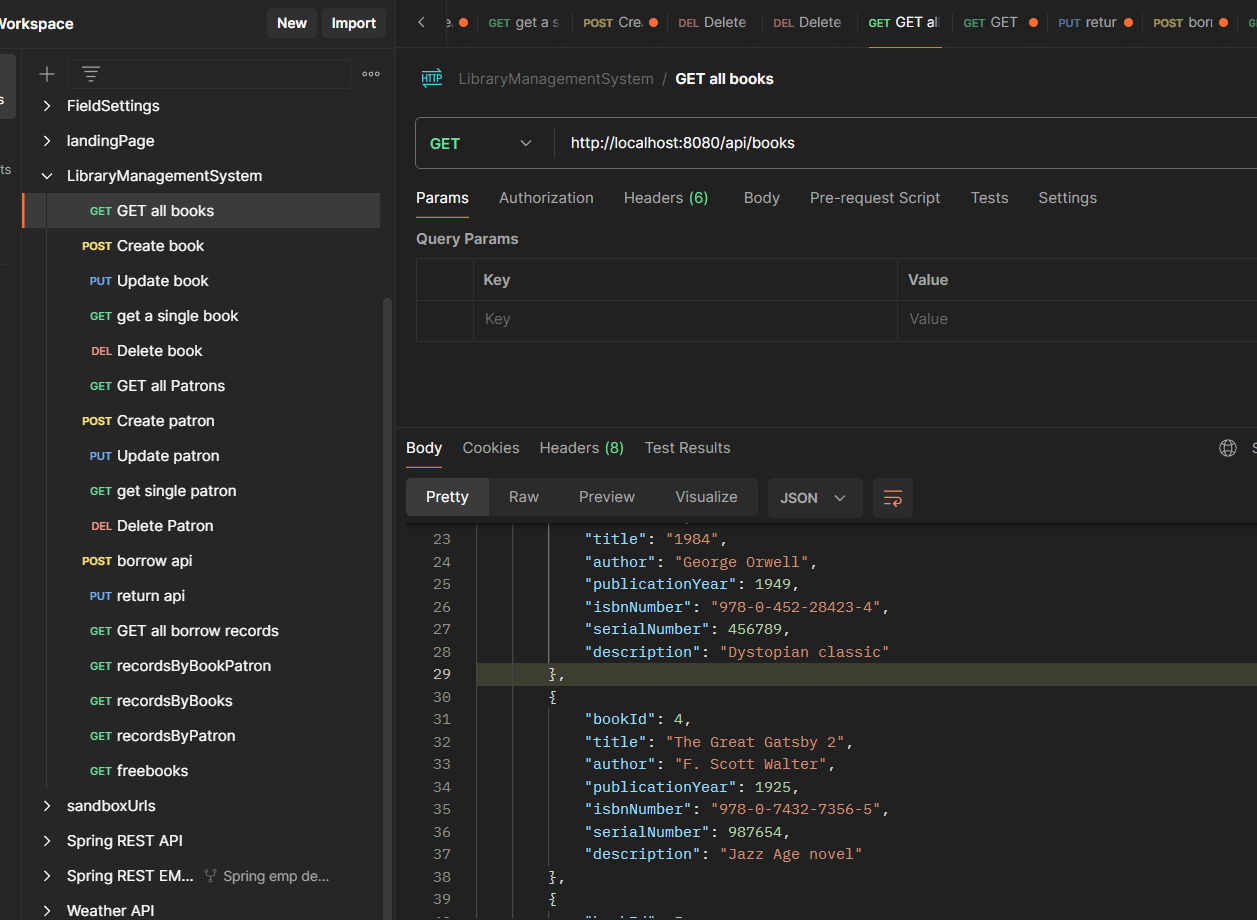 Workspace
New
Import
FieldSettings
landingPage
LibraryManagementSystem
GET GET all books
POST Create book
PUT Update book
GET get a single book
DEL Delete book
GET GET all Patrons
POST Create patron
PUT Update patron
GET get single patron
DEL Delete Patron
POST borrow api
PUT return api
GET GET all borrow records
GET recordsByBookPatron
GET recordsByBooks
GET recordsByPatron
GET freebooks
sandboxUrls
Spring REST API
Spring REST EM... Spring emp de...
Weather API
GET get a s
POST Cre
DEL Delete
DEL Delete
GET GET al
GET GET
PUT retur
POST bor
HTTP LibraryManagementSystem / GET all books
GET http://localhost:8080/api/books
Params Authorization Headers (6) Body Pre-request Script Tests Settings
Query Params
Key Value
Key Value
Body Cookies Headers (8) Test Results
Pretty Raw Preview Visualize JSON
23 "title": "1984",
24 "author": "George Orwell",
25 "publicationYear": 1949,
26 "isbnNumber": "978-0-452-28423-4",
27 "serialNumber": 456789,
28 "description": "Dystopian classic"
29 },
30 {
31 "bookId": 4,
32 "title": "The Great Gatsby 2",
33 "author": "F. Scott Walter",
34 "publicationYear": 1925,
35 "isbnNumber": "978-0-7432-7356-5",
36 "serialNumber": 987654,
37 "description": "Jazz Age novel"
38 },
39 {